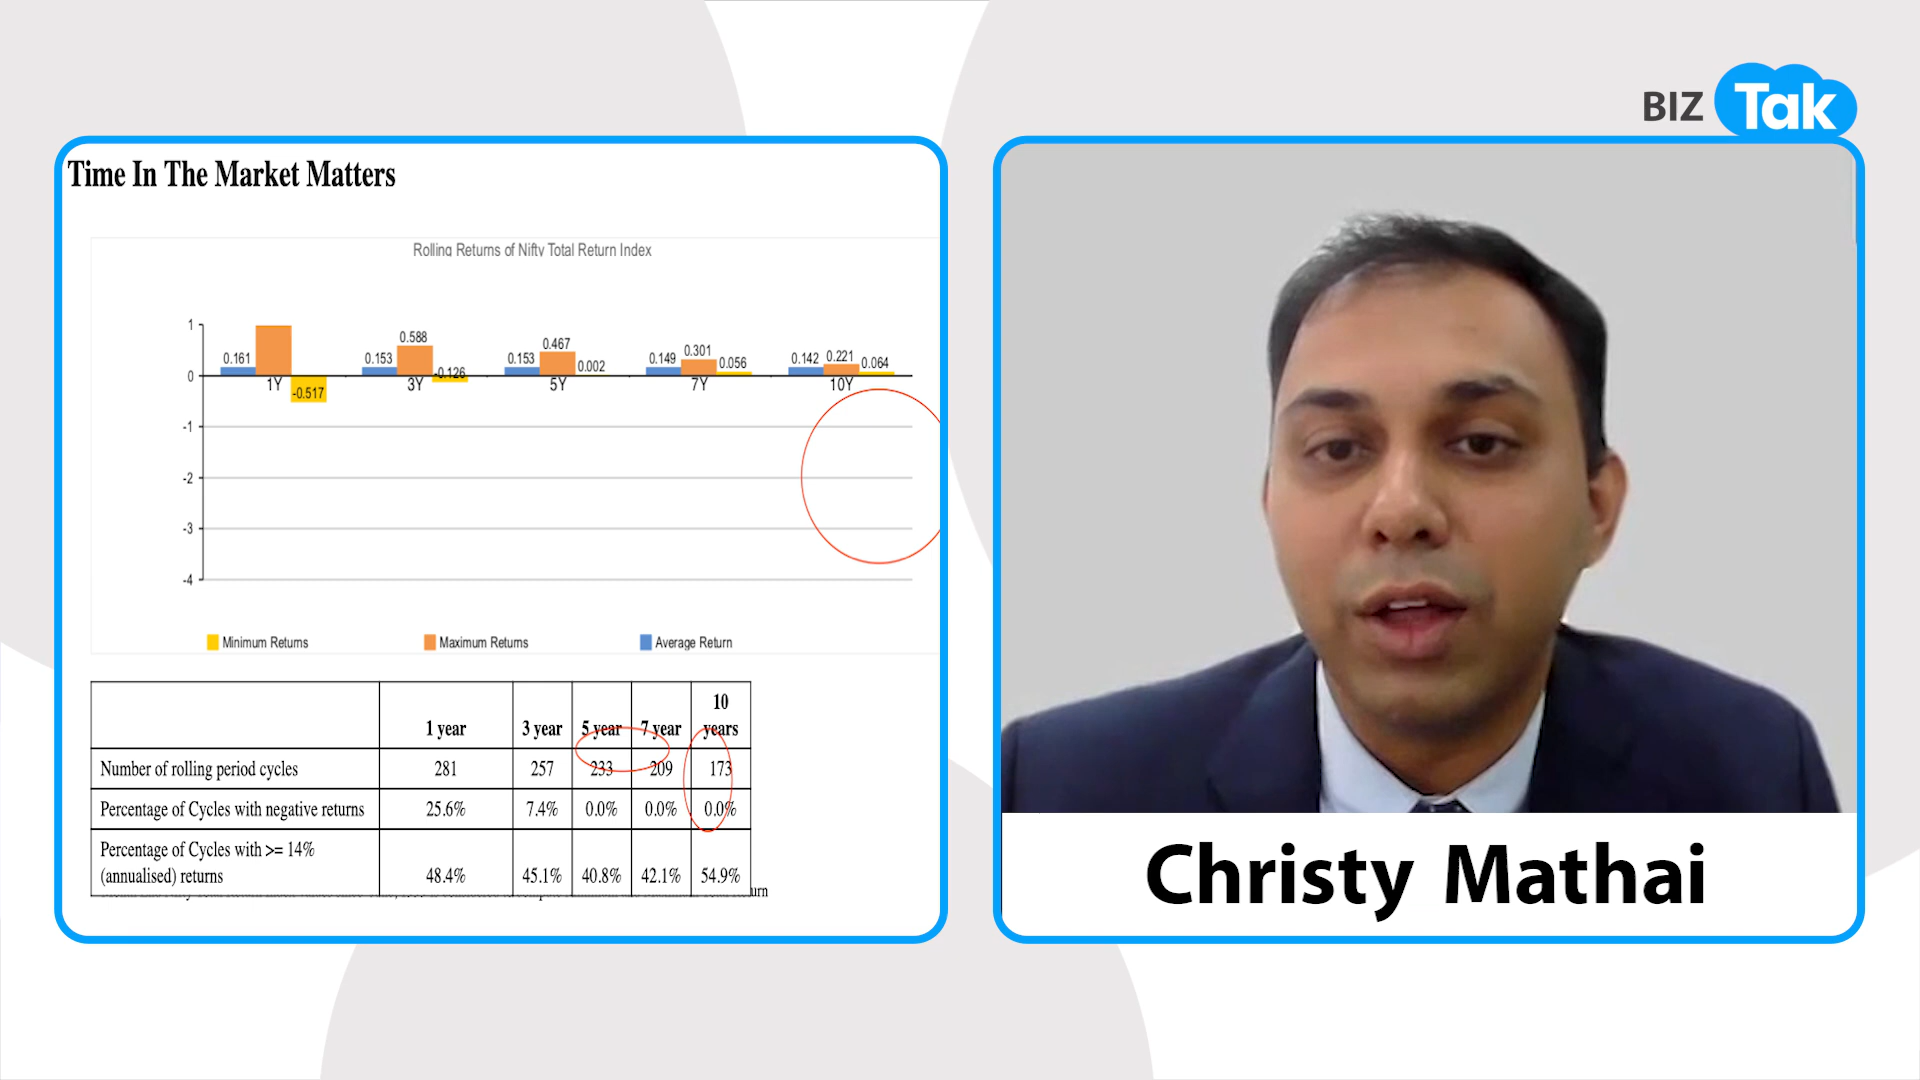 BIZ Tak
Time In The Market Matters
Rolling Returns of Nifty Total Return Index
1
0.161
0.153
0.588
0.153
0.467
0.002
0.149
0.301
0.056
0.142
0.221
0.064
0
1Y
-0.517
3Y
-0.126
5Y
7Y
10Y
-1
-2
-3
-4
Minimum Returns
Maximum Returns
Average Return
1 year 3 year 5 year 7 year 10 years
Number of rolling period cycles 281 257 233 209 173
Percentage of Cycles with negative returns 25.6% 7.4% 0.0% 0.0% 0.0%
Percentage of Cycles with >= 14%
(annualised) returns 48.4% 45.1% 40.8% 42.1% 54.9%
Christy Mathai